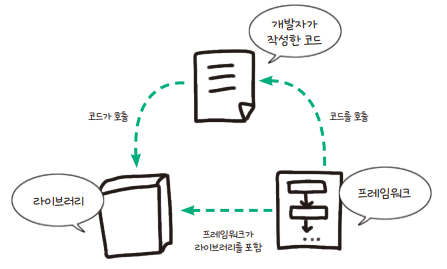 개발자가
작성한 코드
코드가 호출
코드를 호출
라이브러리
프레임워크
프레임워크가
라이브러리를 포함